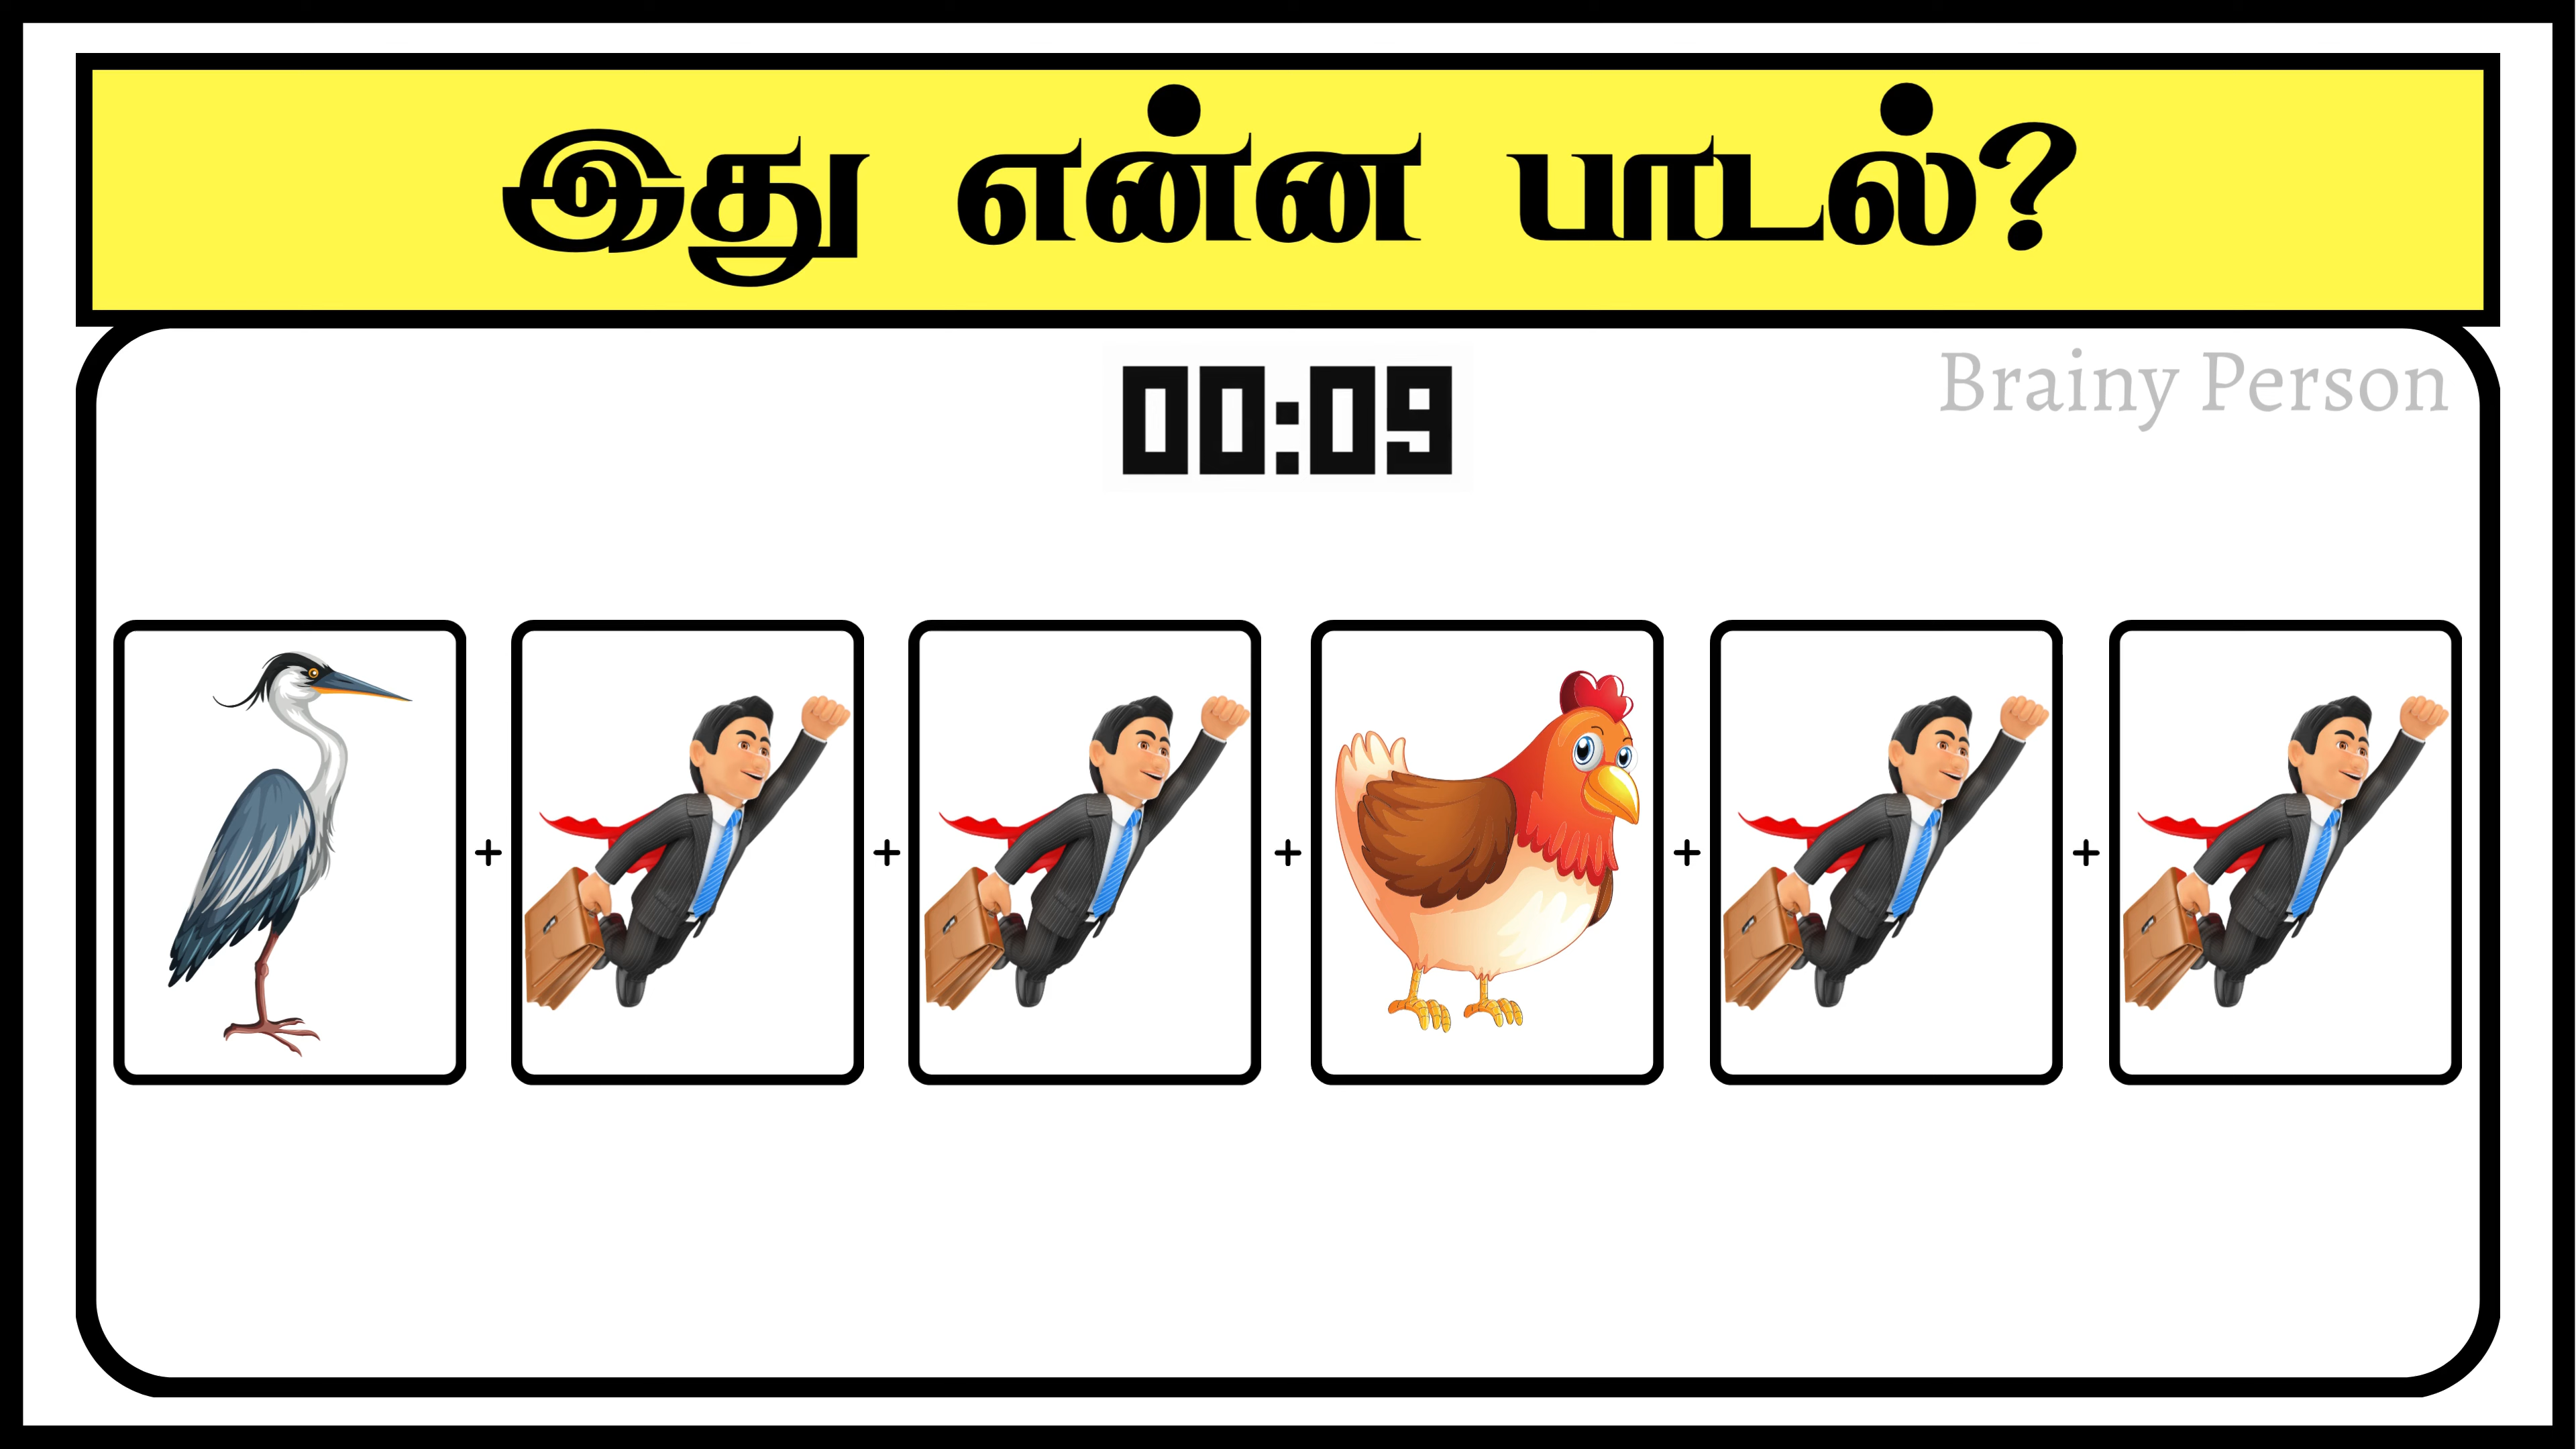 இது என்ன பாடல்?
00:09
Brainy Person
+ + + + +